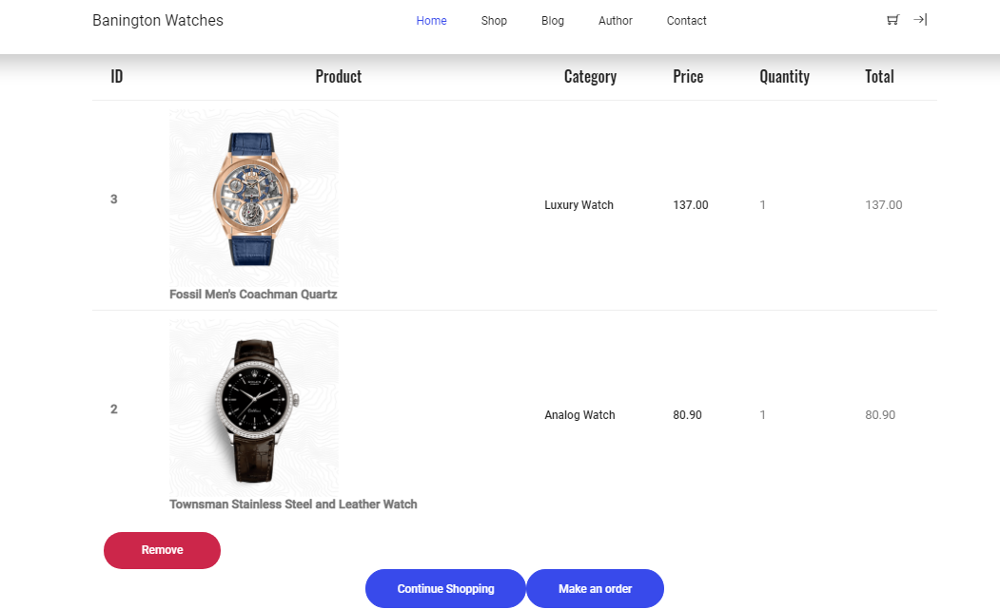 Banington Watches
Home Shop Blog Author Contact
ID Product Category Price Quantity Total
3 Luxury Watch 137.00 1 137.00
Fossil Men's Coachman Quartz
ROLEX
2 Analog Watch 80.90 1 80.90
Townsman Stainless Steel and Leather Watch
Remove
Continue Shopping Make an order